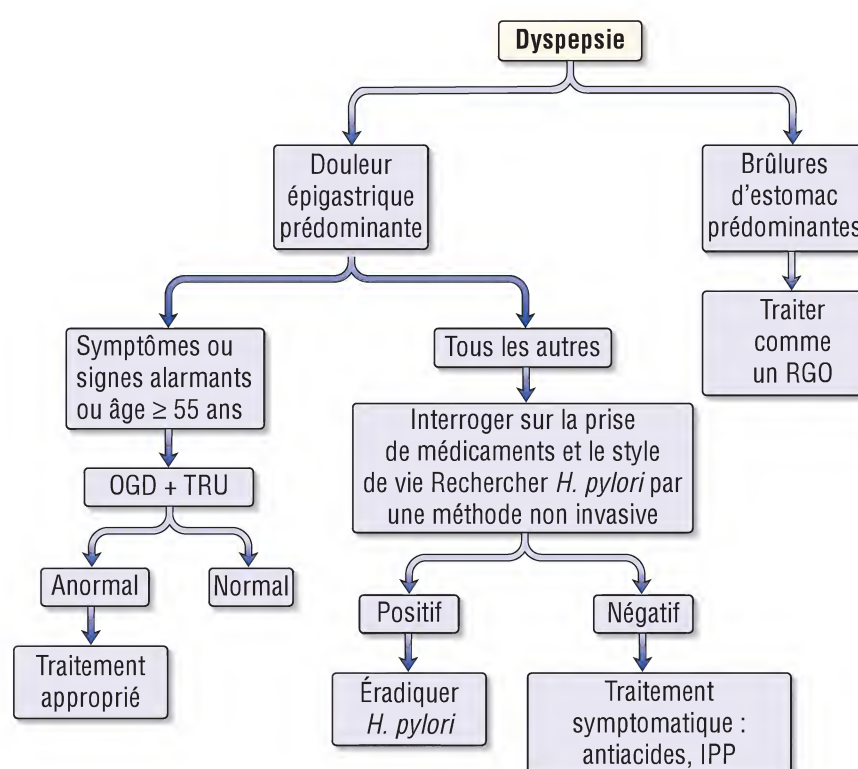 Dyspepsie
Douleur
épigastrique
prédominante
Brûlures
d'estomac
prédominantes
Traiter
comme
un RGO
Symptômes ou
signes alarmants
ou âge ≥ 55 ans
Tous les autres
OGD + TRU
Interroger sur la prise
de médicaments et le style
de vie Rechercher H. pylori par
une méthode non invasive
Anormal
Normal
Traitement
approprié
Positif
Négatif
Éradiquer
H. pylori
Traitement
symptomatique :
antiacides, IPP